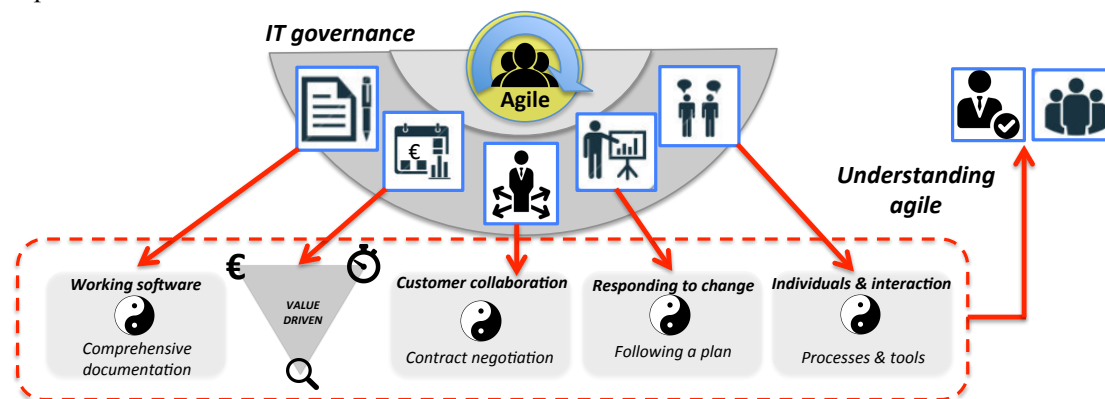 IT governance
Agile
€
Understanding
agile
€
Working software
Comprehensive
documentation
VALUE
DRIVEN
Customer collaboration
Contract negotiation
Responding to change
Following a plan
Individuals & interaction
Processes & tools